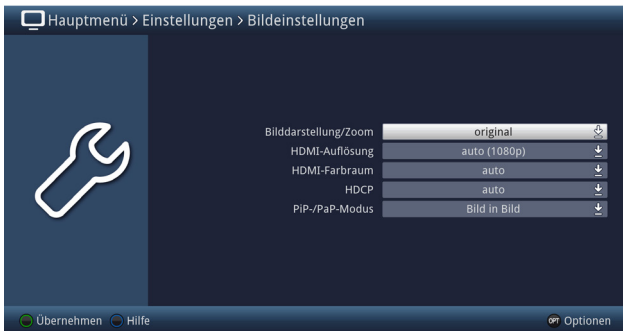 Hauptmenü > Einstellungen > Bildeinstellungen
Bilddarstellung/Zoom original
HDMI-Auflösung auto (1080p)
HDMI-Farbraum auto
HDCP auto
PiP-/PaP-Modus Bild in Bild
Übernehmen Hilfe OPT Optionen